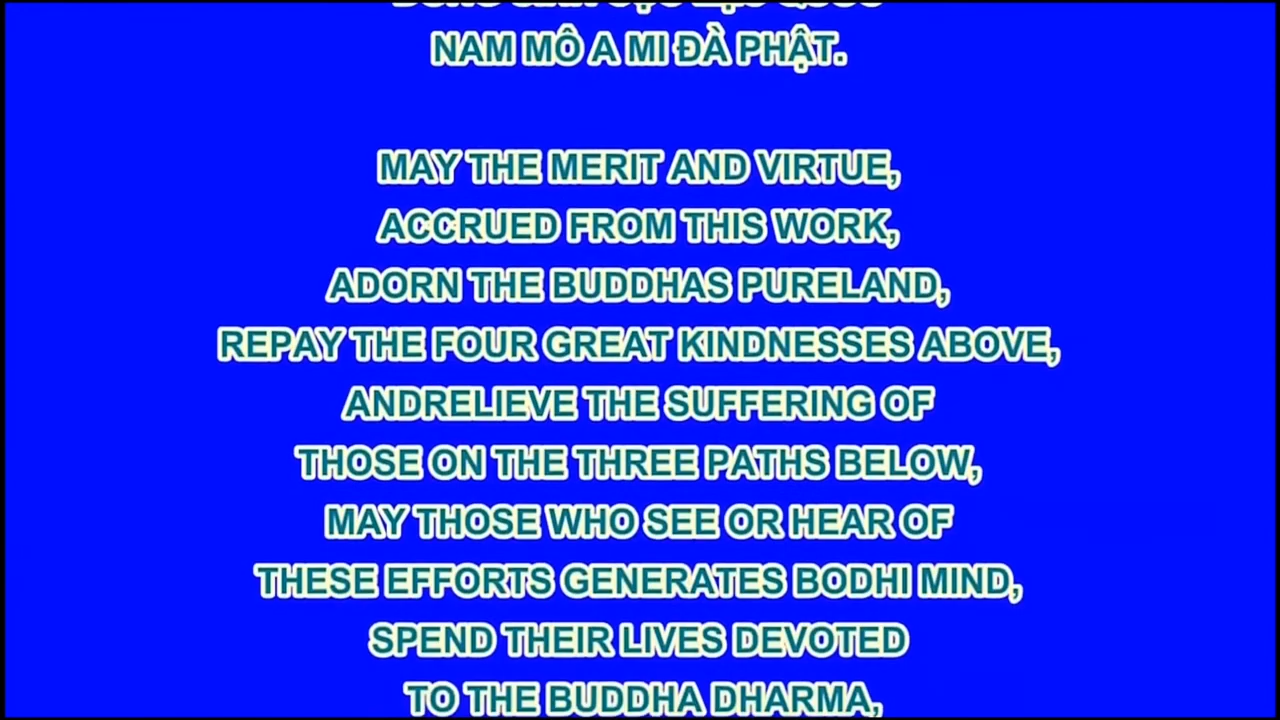 NAM MÔ A MI ĐÀ PHẬT.
MAY THE MERIT AND VIRTUE,
ACCRUED FROM THIS WORK,
ADORN THE BUDDHAS PURELAND,
REPAY THE FOUR GREAT KINDNESSES ABOVE,
ANDRELIEVE THE SUFFERING OF
THOSE ON THE THREE PATHS BELOW,
MAY THOSE WHO SEE OR HEAR OF
THESE EFFORTS GENERATES BODHI MIND,
SPEND THEIR LIVES DEVOTED
TO THE BUDDHA DHARMA,